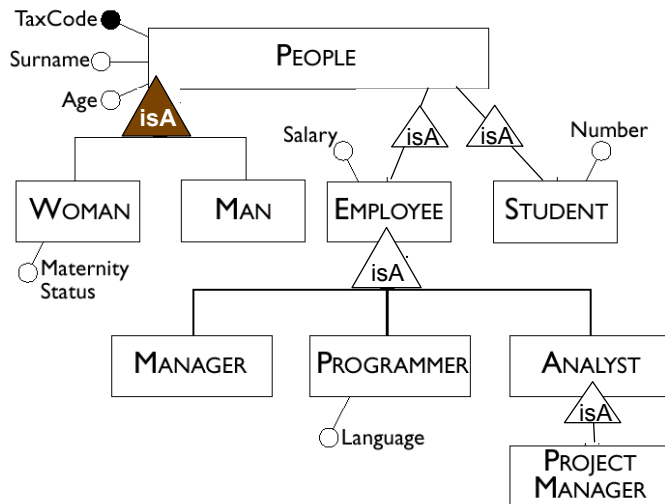 TaxCode
PEOPLE
Surname
Age
isA
isA
isA
Salary
Number
WOMAN
MAN
EMPLOYEE
STUDENT
Maternity
Status
isA
MANAGER
PROGRAMMER
ANALYST
isA
Language
PROJECT
MANAGER